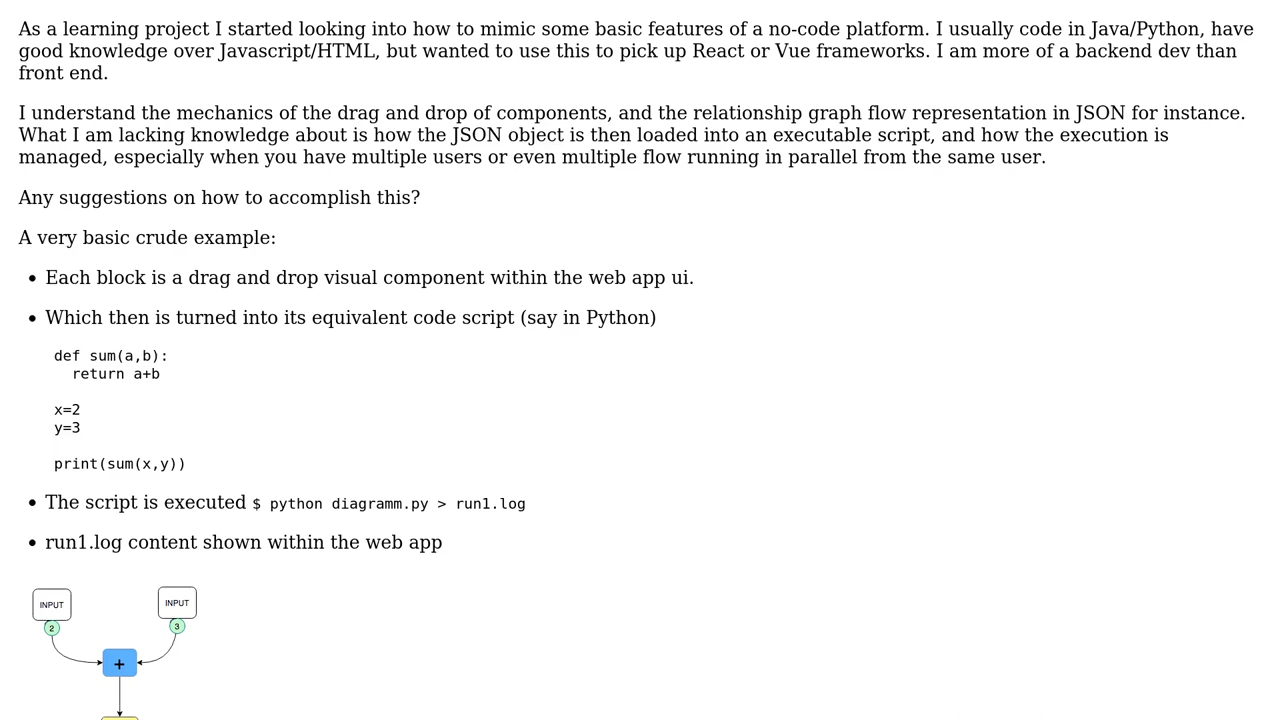 As a learning project I started looking into how to mimic some basic features of a no-code platform. I usually code in Java/Python, have
good knowledge over Javascript/HTML, but wanted to use this to pick up React or Vue frameworks. I am more of a backend dev than
front end.
I understand the mechanics of the drag and drop of components, and the relationship graph flow representation in JSON for instance.
What I am lacking knowledge about is how the JSON object is then loaded into an executable script, and how the execution is
managed, especially when you have multiple users or even multiple flow running in parallel from the same user.
Any suggestions on how to accomplish this?
A very basic crude example:
• Each block is a drag and drop visual component within the web app ui.
• Which then is turned into its equivalent code script (say in Python)
def sum(a,b):
  return a+b
x=2
y=3
print(sum(x,y))
• The script is executed $ python diagramm.py > run1.log
• run1.log content shown within the web app
INPUT INPUT
2 3
+